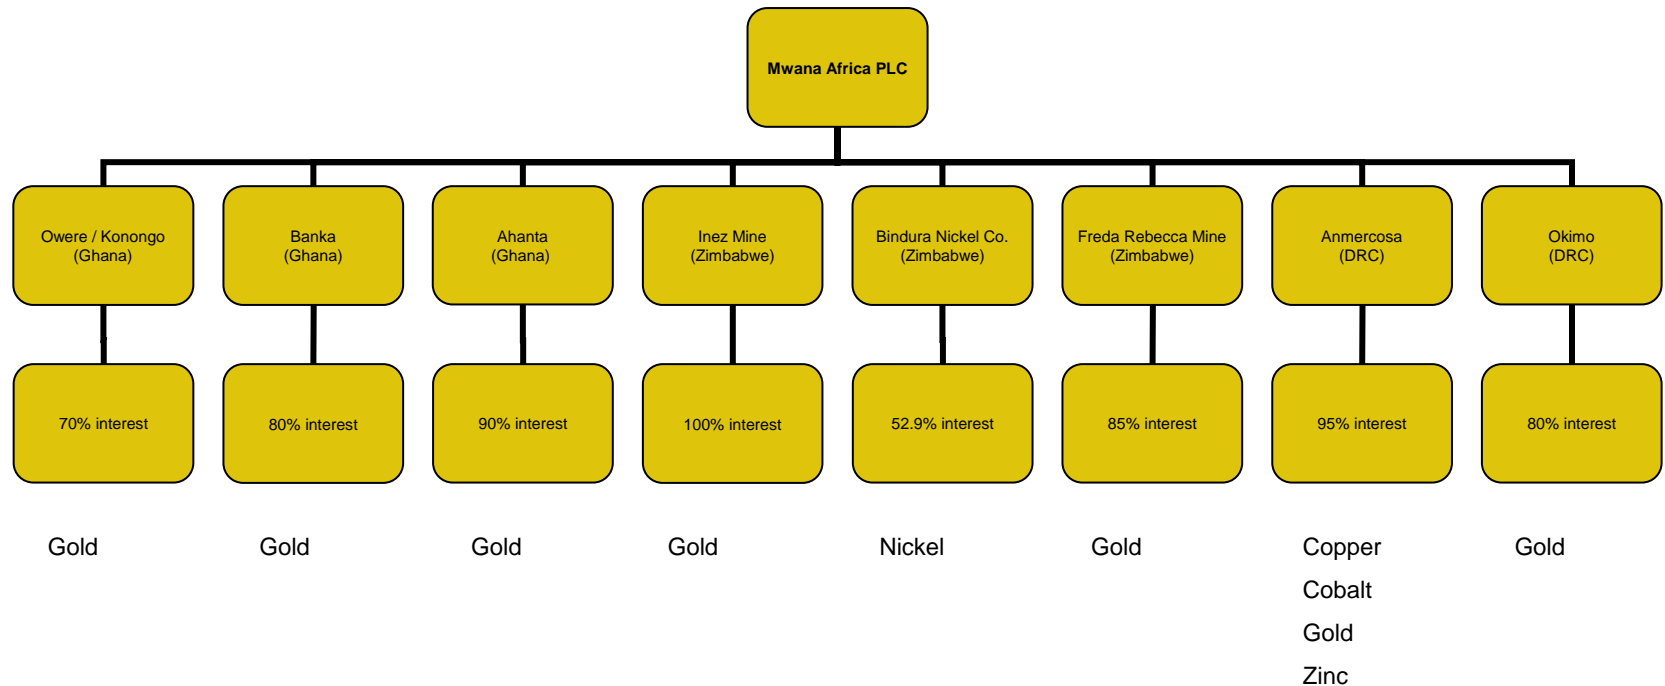 Mwana Africa PLC
Owere / Konongo
(Ghana)
Banka
(Ghana)
Ahanta
(Ghana)
Inez Mine
(Zimbabwe)
Bindura Nickel Co.
(Zimbabwe)
Freda Rebecca Mine
(Zimbabwe)
Anmercosa
(DRC)
Okimo
(DRC)
70% interest
80% interest
90% interest
100% interest
52.9% interest
85% interest
95% interest
80% interest
Gold
Gold
Gold
Gold
Nickel
Gold
Copper
Cobalt
Gold
Zinc
Gold